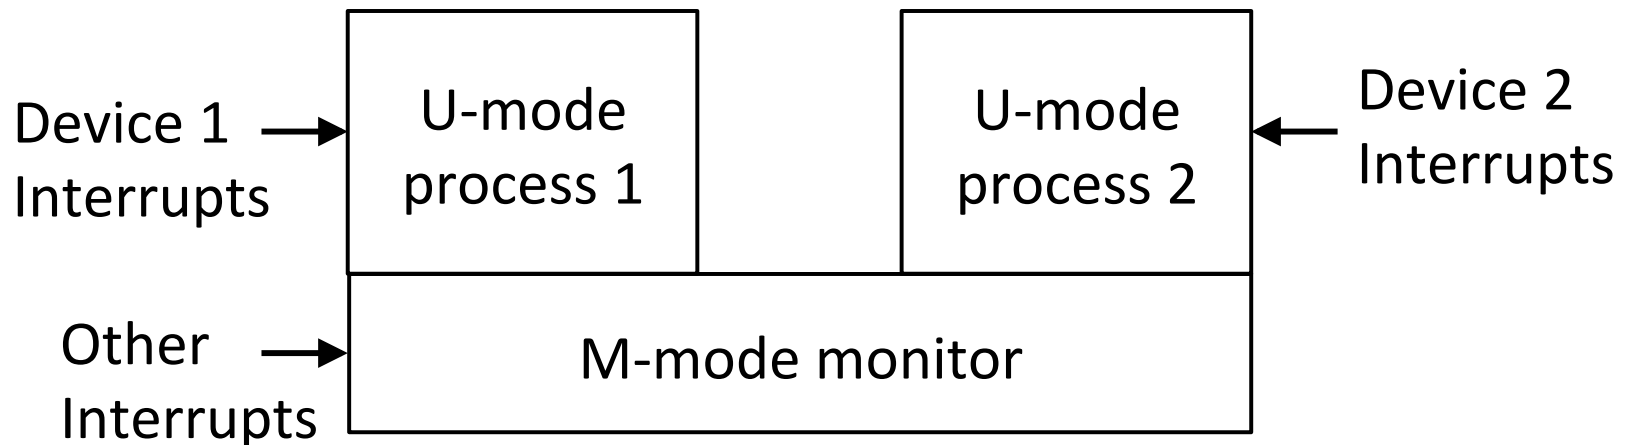 Device 1
Interrupts
U-mode
process 1
U-mode
process 2
Device 2
Interrupts
Other
Interrupts
M-mode monitor